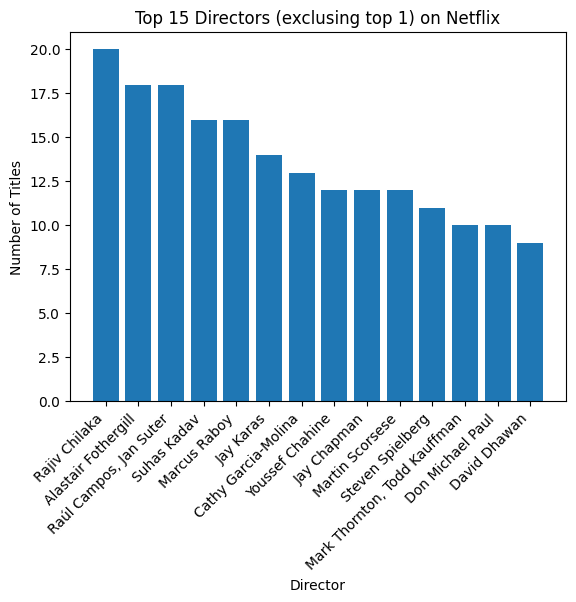 Top 15 Directors (exclusing top 1) on Netflix
Number of Titles
20.0
17.5
15.0
12.5
10.0
7.5
5.0
2.5
0.0
Rajiv Chilaka
Alastair Fothergill
Raúl Campos, Jan Suter
Suhas Kadav
Marcus Raboy
Jay Karas
Cathy Garcia-Molina
Youssef Chahine
Jay Chapman
Martin Scorsese
Steven Spielberg
Mark Thornton, Todd Kauffman
Don Michael Paul
David Dhawan
Director